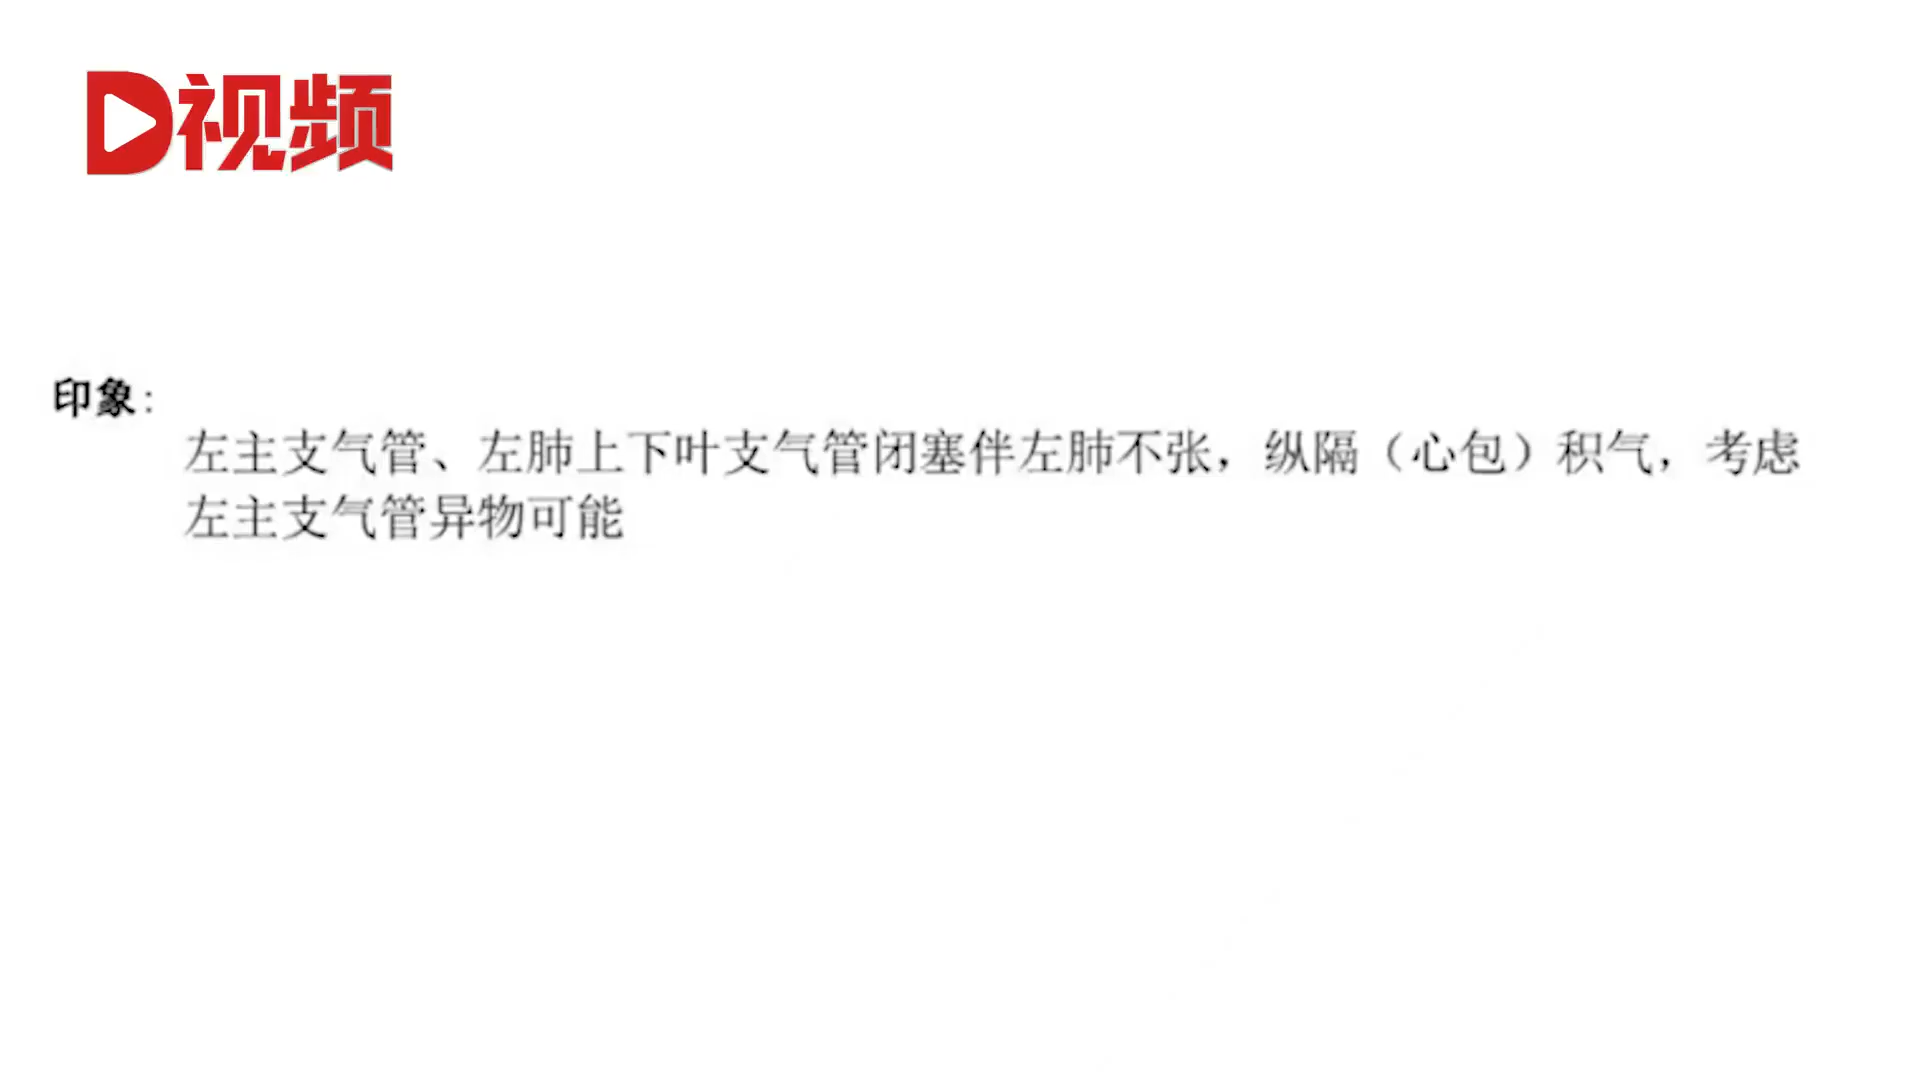 视频
印象:
左主支气管、左肺上下叶支气管闭塞伴左肺不张，纵隔（心包）积气，考虑
左主支气管异物可能